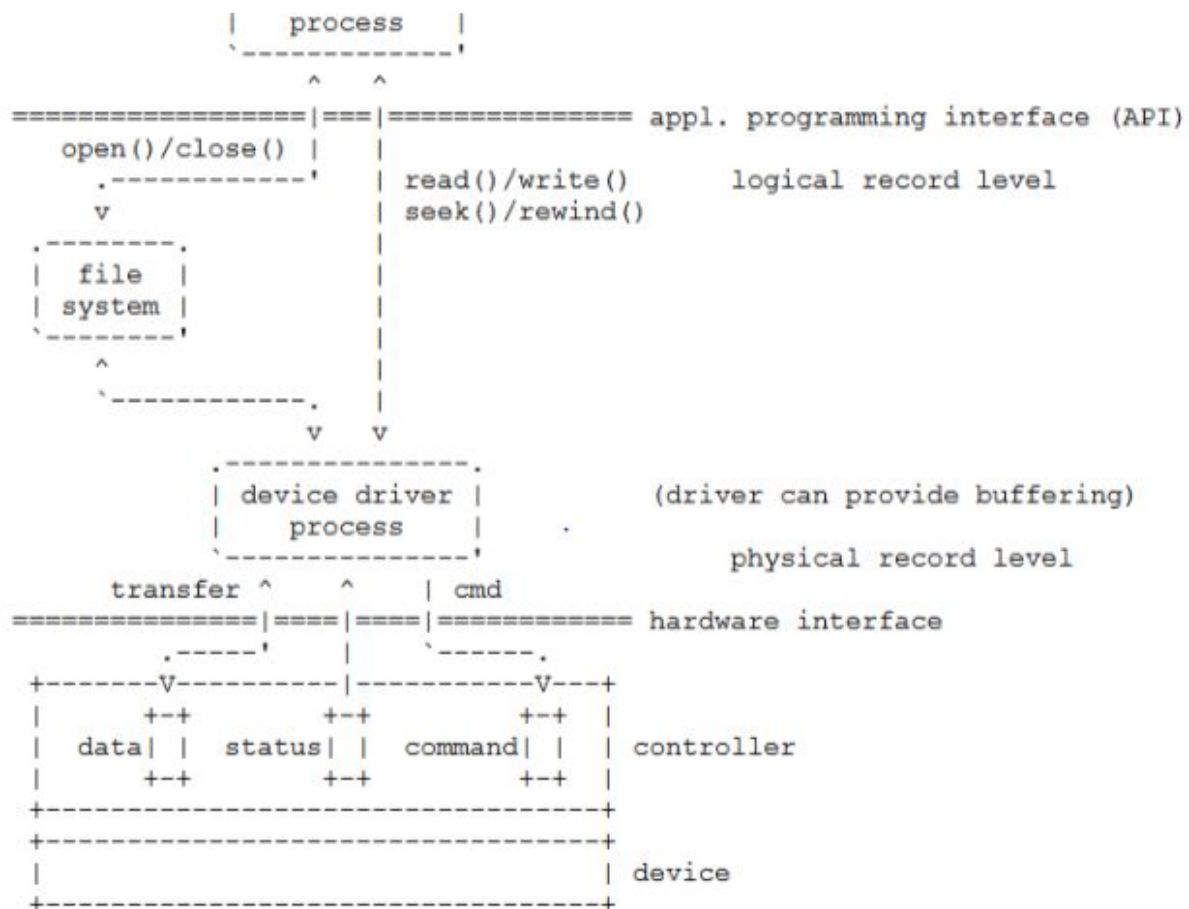 process
appl. programming interface (API)
open()/close()
read()/write() logical record level
seek()/rewind()
file
system
device driver (driver can provide buffering)
process
physical record level
transfer cmd
hardware interface
data status command controller
device